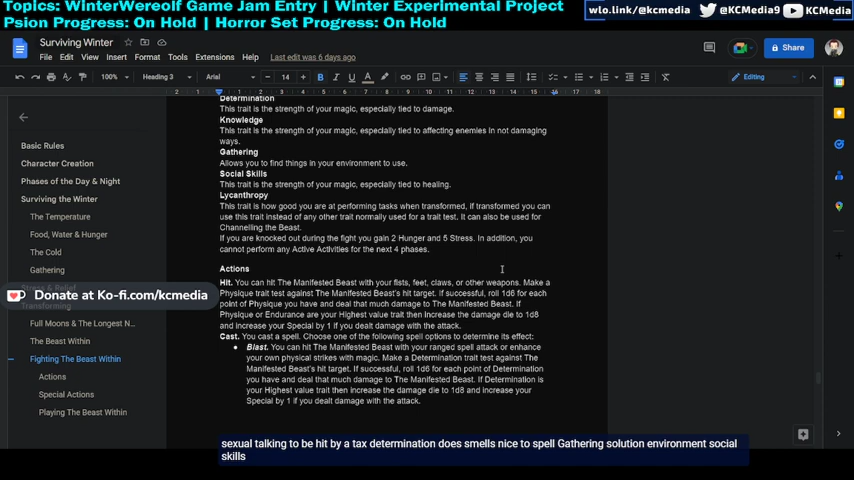 Topics: WinterWereolf Game Jam Entry | Winter Experimental Project
Psion Progress: On Hold | Horror Set Progress: On Hold
wlo.link/@kcmedia
@KCMedia9
KCMedia
Surviving Winter
File Edit View Insert Format Tools Extensions Help Last edit was 6 days ago
Share
100% Heading 3 Arial 14 Editing
2 1 1 2 3 4 5 6 7 8 9 10 11 12 13 14 15 16 17 18
Basic Rules
Character Creation
Phases of the Day & Night
Surviving the Winter
The Temperature
Food, Water & Hunger
The Cold
Gathering
Donate at Ko-fi.com/kcmedia
Full Moons & The Longest N...
The Beast Within
Fighting The Beast Within
Actions
Special Actions
Playing The Beast Within
Determination
This trait is the strength of your magic, especially tied to damage.
Knowledge
This trait is the strength of your magic, especially tied to affecting enemies in not damaging
ways.
Gathering
Allows you to find things in your environment to use.
Social Skills
This trait is the strength of your magic, especially tied to healing.
Lycanthropy
This trait is how good you are at performing tasks when transformed, if transformed you can
use this trait instead of any other trait normally used for a trait test. It can also be used for
Channelling the Beast.
If you are knocked out during the fight you gain 2 Hunger and 5 Stress. In addition, you
cannot perform any Active Activities for the next 4 phases.
Actions
Hit. You can hit The Manifested Beast with your fists, feet, claws, or other weapons. Make a
Physique trait test against The Manifested Beast's hit target. If successful, roll 1d6 for each
point of Physique you have and deal that much damage to The Manifested Beast. If
Physique or Endurance are your Highest value trait then Increase the damage die to 1d8
and increase your Special by 1 if you dealt damage with the attack.
Cast. You cast a spell. Choose one of the following spell options to determine its effect:
● Blast. You can hit The Manifested Beast with your ranged spell attack or enhance
your own physical strikes with magic. Make a Determination trait test against The
Manifested Beast's hit target. If successful, roll 1d6 for each point of Determination
you have and deal that much damage to The Manifested Beast. If Determination is
your Highest value trait then increase the damage die to 1d8 and increase your
Special by 1 if you dealt damage with the attack.
sexual talking to be hit by a tax determination does smells nice to spell Gathering solution environment social
skills